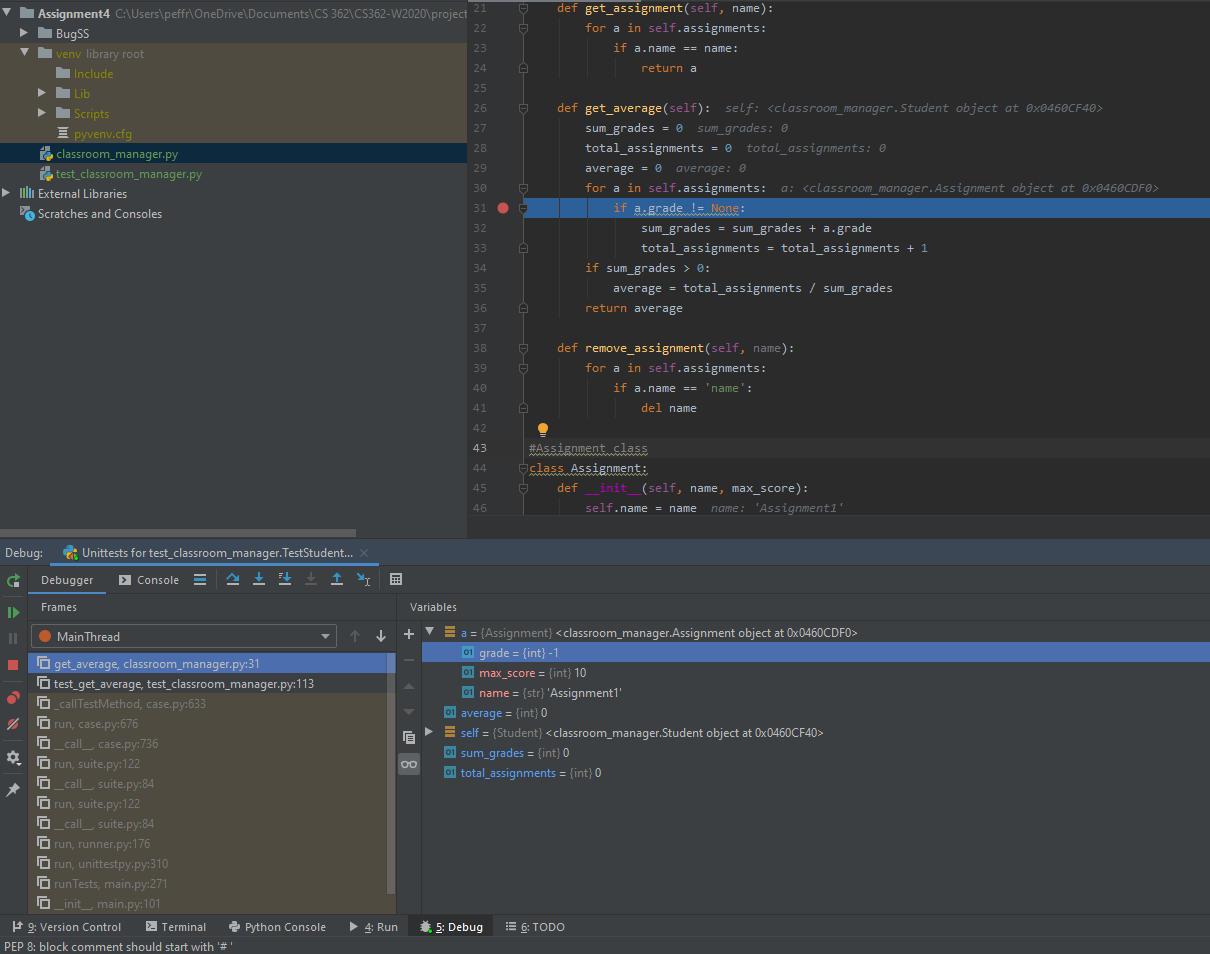 Assignment4 C:\Users\peffr\OneDrive\Documents\CS 362\CS362-W2020\project
BugSS
venv library root
Include
Lib
Scripts
pyvenv.cfg
classroom_manager.py
test_classroom_manager.py
External Libraries
Scratches and Consoles
21 def get_assignment(self, name):
22 for a in self.assignments:
23 if a.name == name:
24 return a
25
26 def get_average(self): self: <classroom_manager.Student object at 0x0460CF40>
27 sum_grades = 0 sum_grades: 0
28 total_assignments = 0 total_assignments: 0
29 average = 0 average: 0
30 for a in self.assignments: a: <classroom_manager.Assignment object at 0x0460CDF0>
31 if a.grade != None:
32 sum_grades = sum_grades + a.grade
33 total_assignments = total_assignments + 1
34 if sum_grades > 0:
35 average = total_assignments / sum_grades
36 return average
37
38 def remove_assignment(self, name):
39 for a in self.assignments:
40 if a.name == 'name':
41 del name
42
43 #Assignment class
44 class Assignment:
45 def __init__(self, name, max_score):
46 self.name = name name: 'Assignment1'
Debug: Unittests for test_classroom_manager.TestStudent...
Debugger Console
Frames
MainThread
get_average, classroom_manager.py:31
test_get_average, test_classroom_manager.py:113
_callTestMethod, case.py:633
run, case.py:676
__call__, case.py:736
run, suite.py:122
__call__, suite.py:84
run, suite.py:122
__call__, suite.py:84
run, runner.py:176
run, unittestpy.py:310
runTests, main.py:271
__init__, main.py:101
Variables
a = {Assignment} <classroom_manager.Assignment object at 0x0460CDF0>
01 grade = {int} -1
01 max_score = {int} 10
01 name = {str} 'Assignment1'
01 average = {int} 0
self = {Student} <classroom_manager.Student object at 0x0460CF40>
01 sum_grades = {int} 0
01 total_assignments = {int} 0
9: Version Control Terminal Python Console 4: Run 5: Debug 6: TODO
PEP 8: block comment should start with '# '